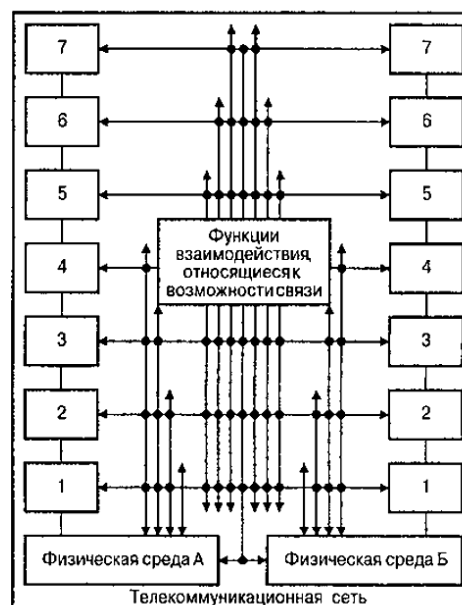 7 7
6 6
5 5
Функции
взаимодействия,
относящиеся к
возможности связи
4 4
3 3
2 2
1 1
Физическая среда А Физическая среда Б
Телекоммуникационная сеть